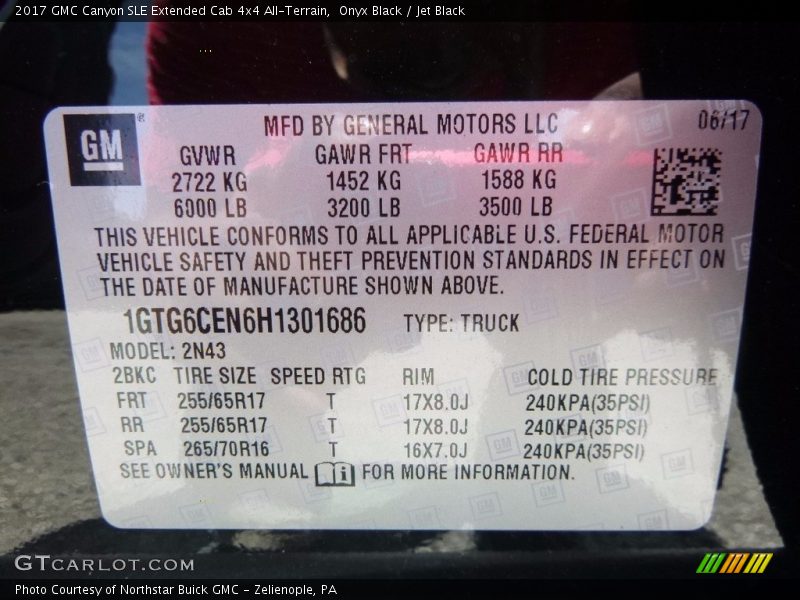 2017 GMC Canyon SLE Extended Cab 4x4 All-Terrain,  Onyx Black / Jet Black
GM ®
MFD BY GENERAL MOTORS LLC 06/17
GVWR GAWR FRT GAWR RR
2722 KG 1452 KG 1588 KG
6000 LB 3200 LB 3500 LB
THIS VEHICLE CONFORMS TO ALL APPLICABLE U.S. FEDERAL MOTOR
VEHICLE SAFETY AND THEFT PREVENTION STANDARDS IN EFFECT ON
THE DATE OF MANUFACTURE SHOWN ABOVE.
1GTG6CEN6H1301686 TYPE: TRUCK
MODEL: 2N43
2BKC TIRE SIZE SPEED RTG RIM COLD TIRE PRESSURE
FRT 255/65R17 T 17X8.0J 240KPA(35PSI)
RR 255/65R17 T 17X8.0J 240KPA(35PSI)
SPA 265/70R16 T 16X7.0J 240KPA(35PSI)
SEE OWNER'S MANUAL i FOR MORE INFORMATION.
GTCARLOT.COM
Photo Courtesy of Northstar Buick GMC - Zelienople, PA